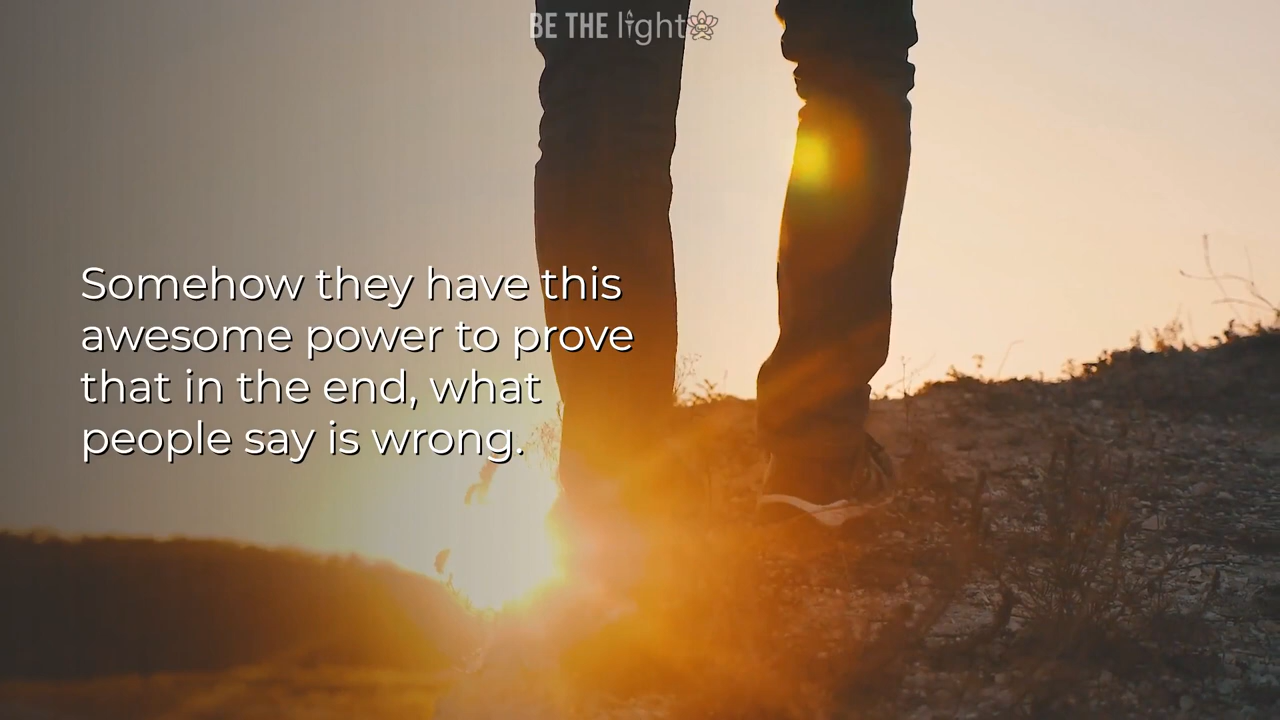 BE THE light
Somehow they have this
awesome power to prove
that in the end, what
people say is wrong.